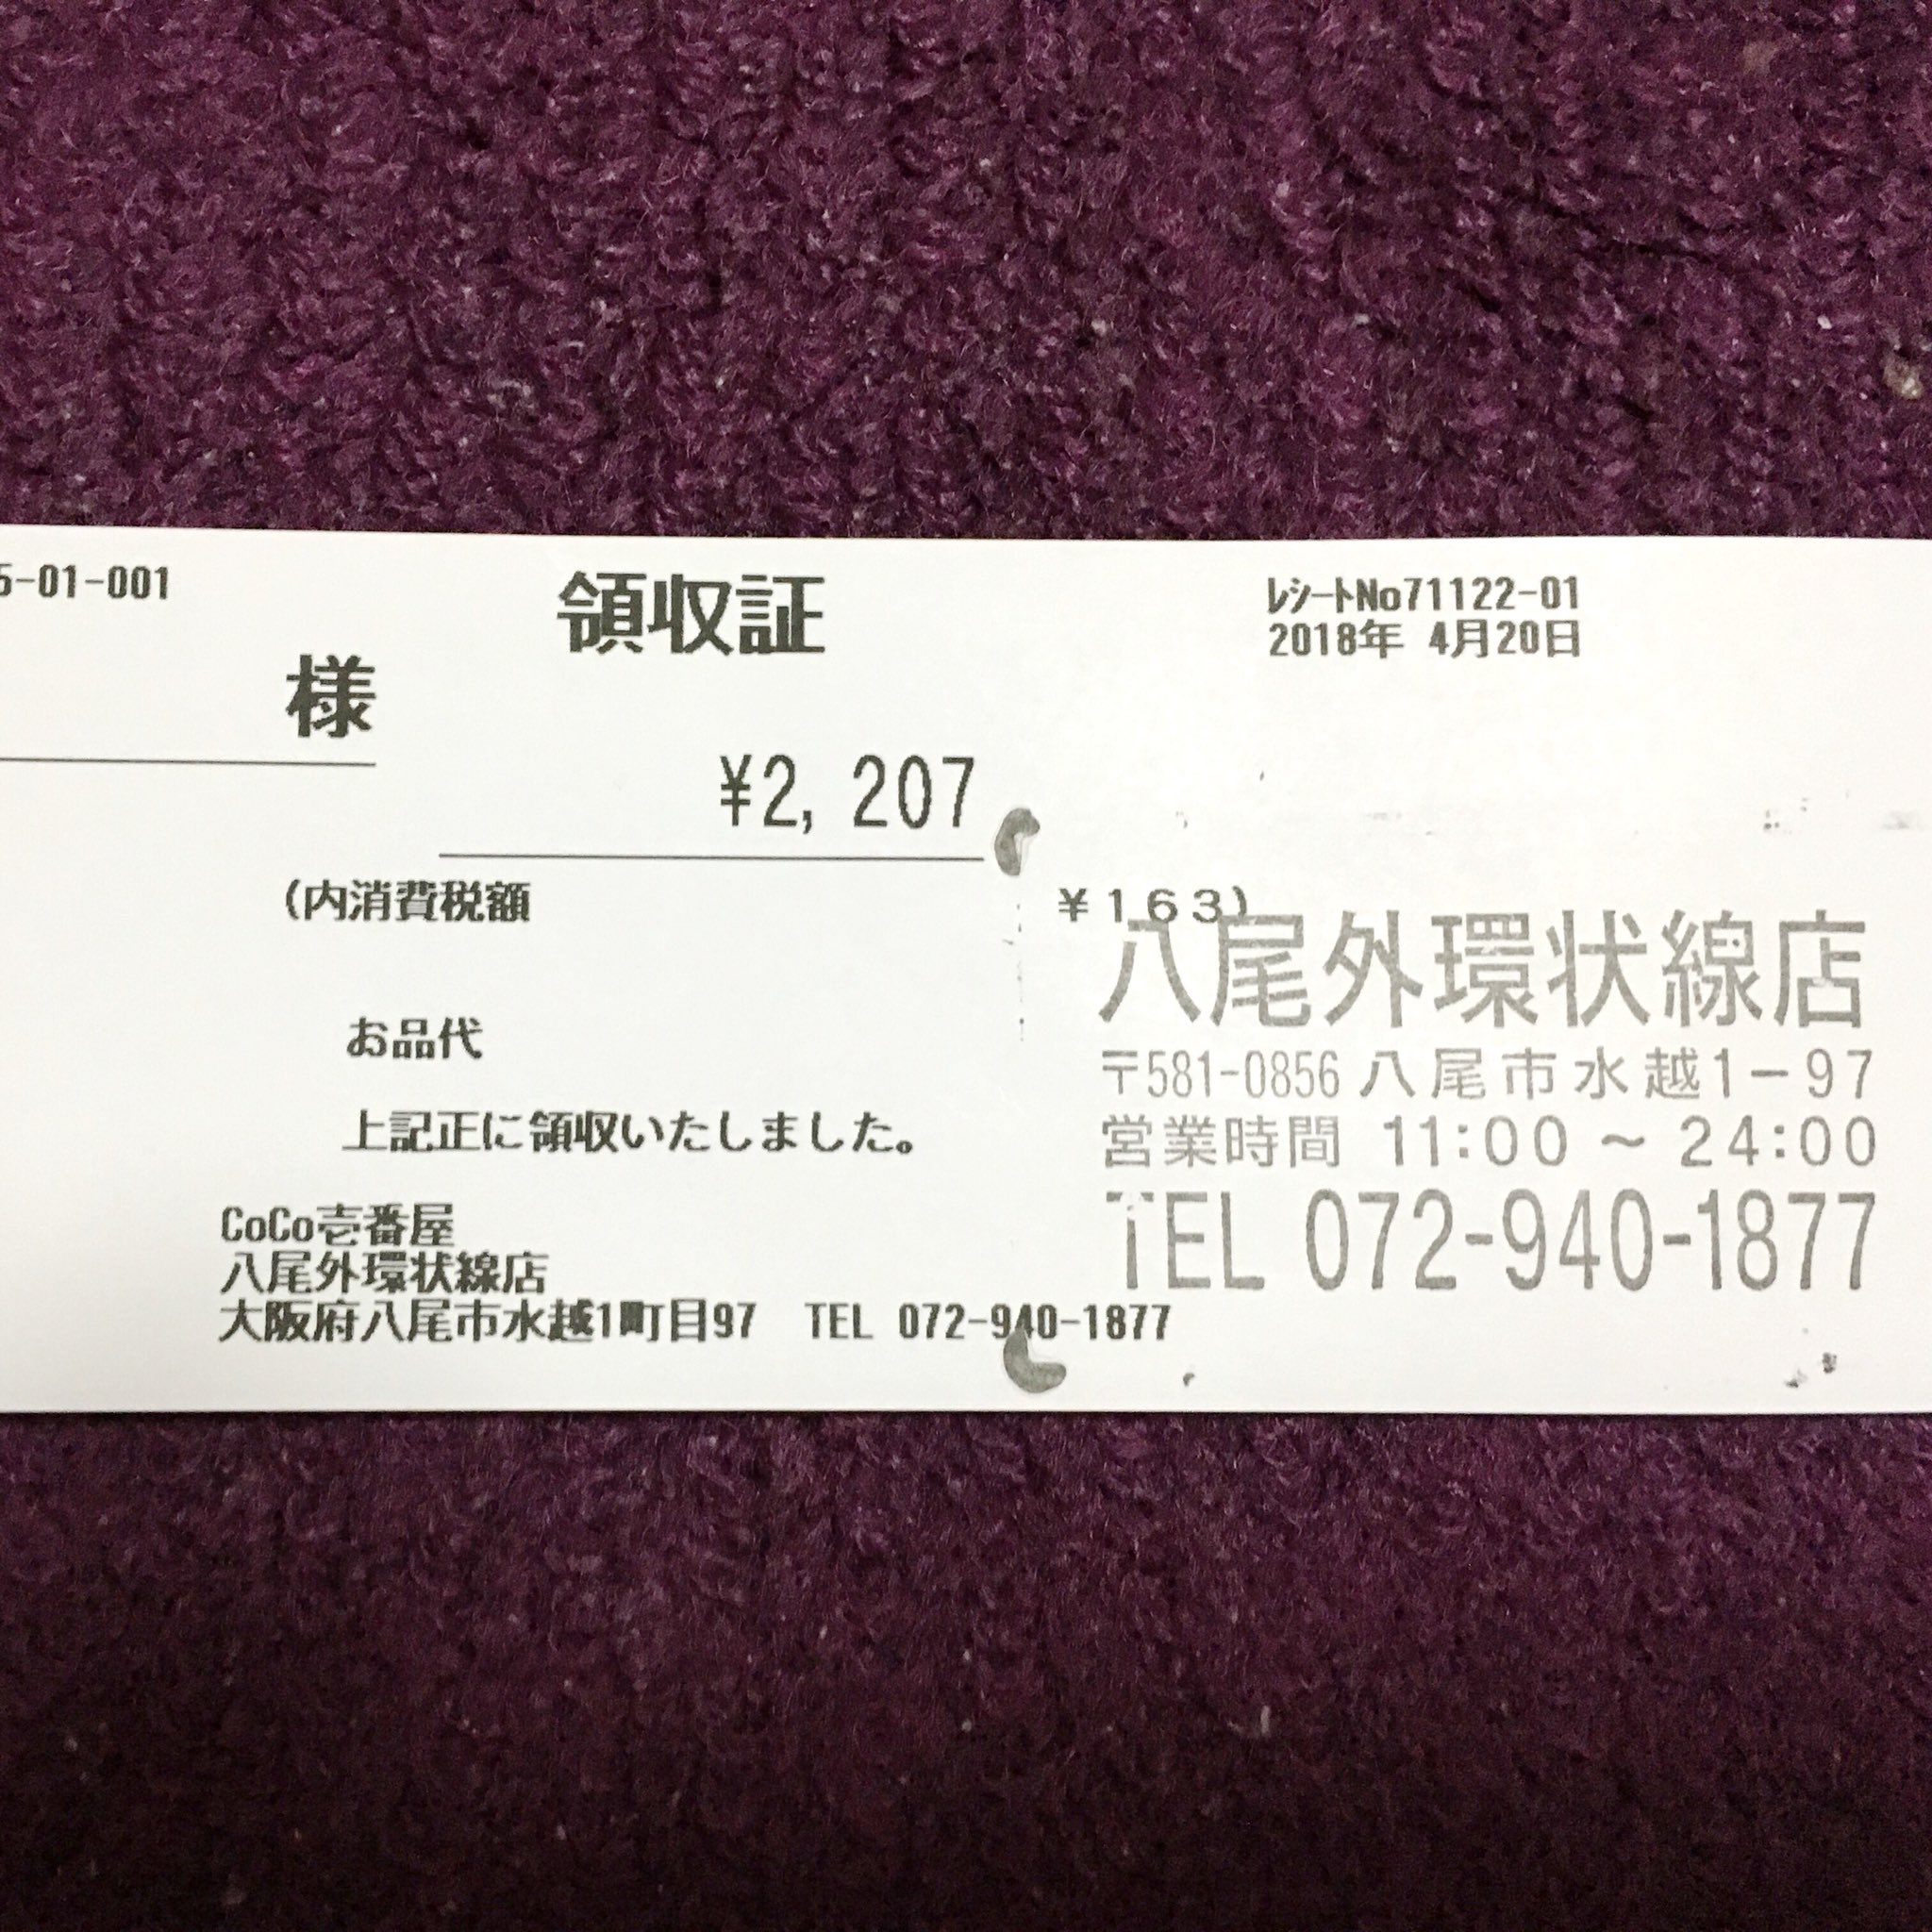 5-01-001
領収証
レシートNo71122-01
2018年 4月20日
様
¥2, 207
(内消費税額 ¥163)
お品代
上記正に領収いたしました。
CoCo壱番屋
八尾外環状線店
大阪府八尾市水越1町目97 TEL 072-940-1877
八尾外環状線店
〒581-0856 八尾市水越1-97
営業時間 11:00 ~ 24:00
TEL 072-940-1877